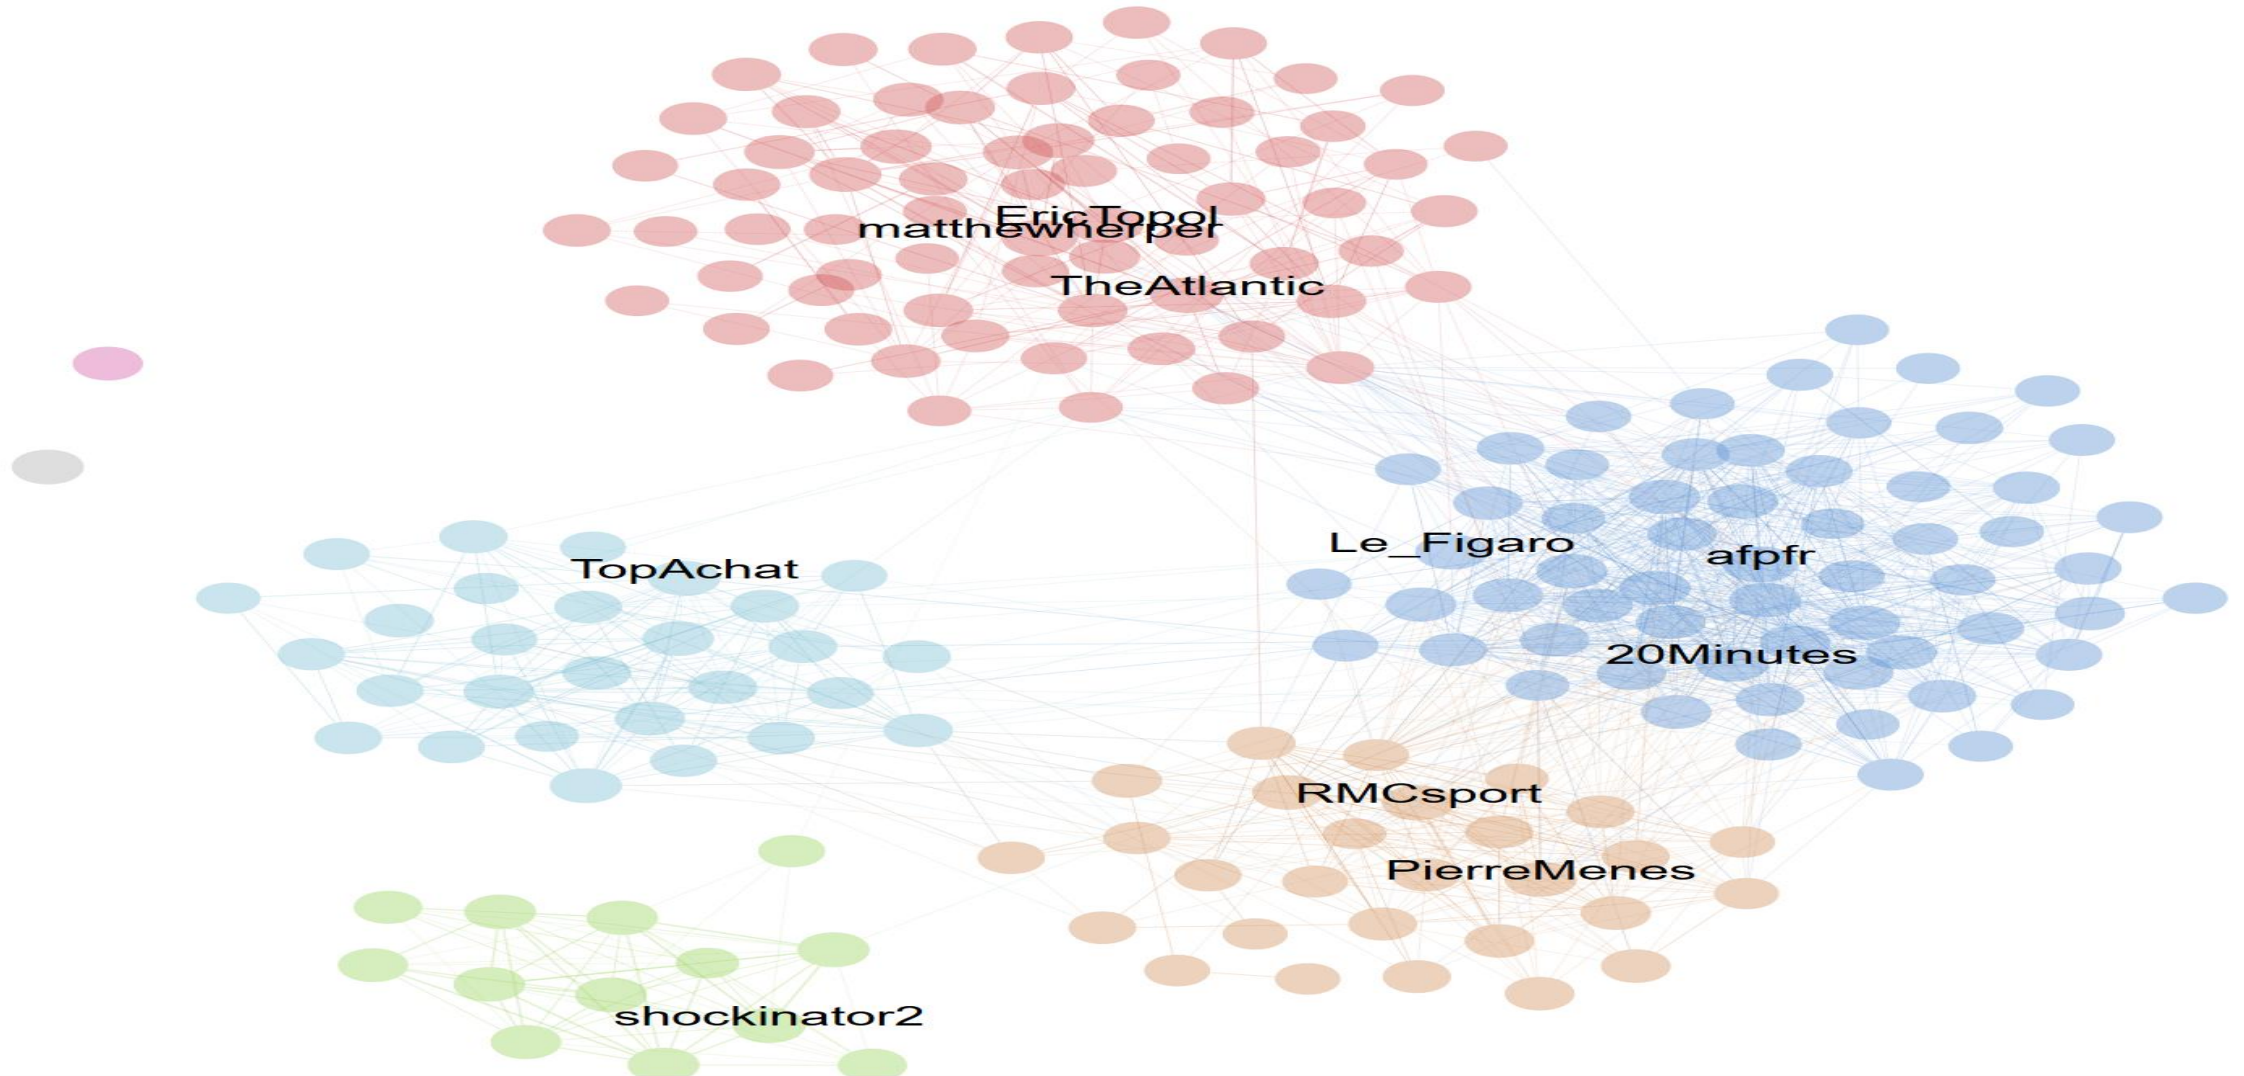 EricTopol
matthewherper
TheAtlantic
Le_Figaro
afpfr
TopAchat
20Minutes
RMCsport
PierreMenes
shockinator2